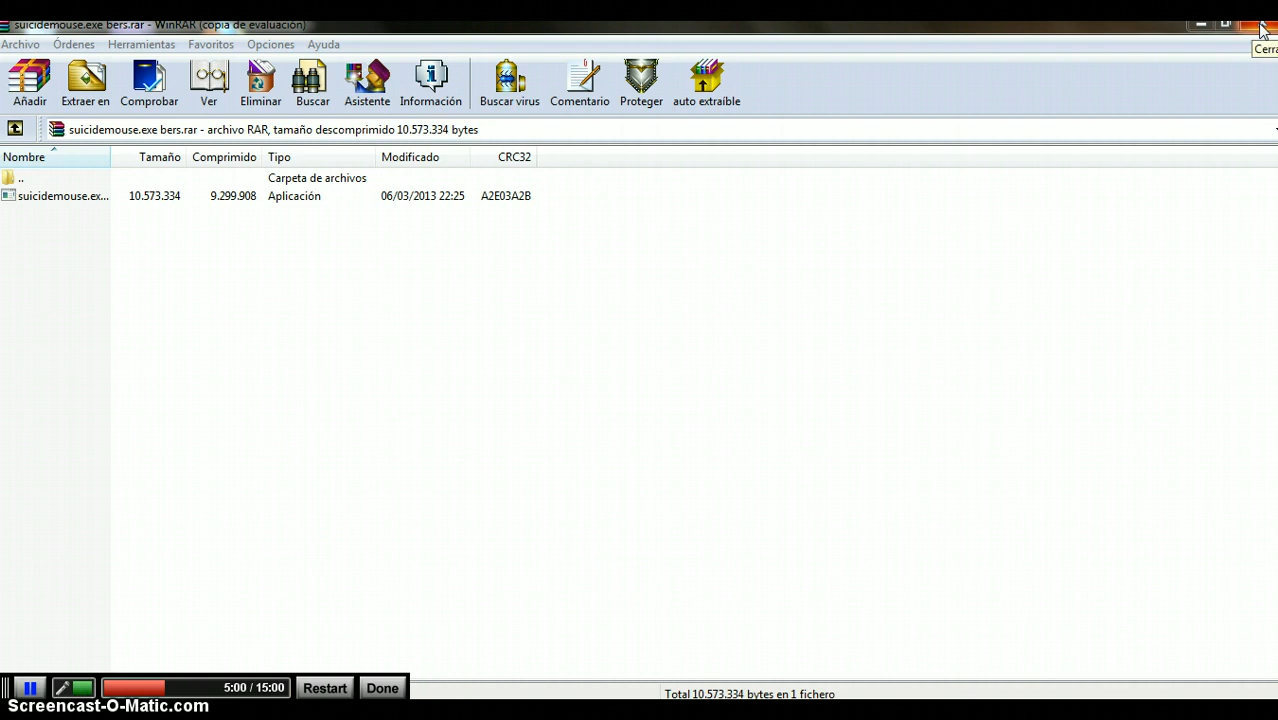 suicidemouse.exe bers.rar - WinRAR (copia de evaluación)
Cerra
Archivo Órdenes Herramientas Favoritos Opciones Ayuda
Añadir Extraer en Comprobar Ver Eliminar Buscar Asistente Información Buscar virus Comentario Proteger auto extraíble
suicidemouse.exe bers.rar - archivo RAR, tamaño descomprimido 10.573.334 bytes
Nombre Tamaño Comprimido Tipo Modificado CRC32
.. Carpeta de archivos
suicidemouse.ex... 10.573.334 9.299.908 Aplicación 06/03/2013 22:25 A2E03A2B
5:00 / 15:00 Restart Done
Total 10.573.334 bytes en 1 fichero
Screencast-O-Matic.com